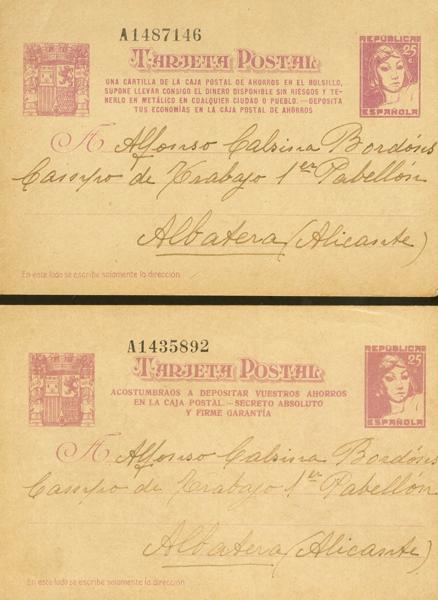 A1487146
TARJETA POSTAL
UNA CARTILLA DE LA CAJA POSTAL DE AHORROS EN EL BOLSILLO,
SUPONE LLEVAR CONSIGO EL DINERO DISPONIBLE SIN RIESGOS Y TE-
NERLO EN METÁLICO EN CUALQUIER CIUDAD O PUEBLO.—DEPOSITA
TUS ECONOMÍAS EN LA CAJA POSTAL DE AHORROS
REPÚBLICA
25 c
ESPAÑOLA
A Alfonso Calsina Bordónis
Campo de Trabajo 1er Pabellón
Albatera (Alicante)
En este lado se escribe solamente la dirección
A1435892
TARJETA POSTAL
ACOSTUMBRAOS A DEPOSITAR VUESTROS AHORROS
EN LA CAJA POSTAL.—SECRETO ABSOLUTO
Y FIRME GARANTÍA
REPÚBLICA
25
ESPAÑOLA
A Alfonso Calsina Bordónis
Campo de Trabajo 1er Pabellón
Albatera (Alicante)
En este lado se escribe solamente la dirección